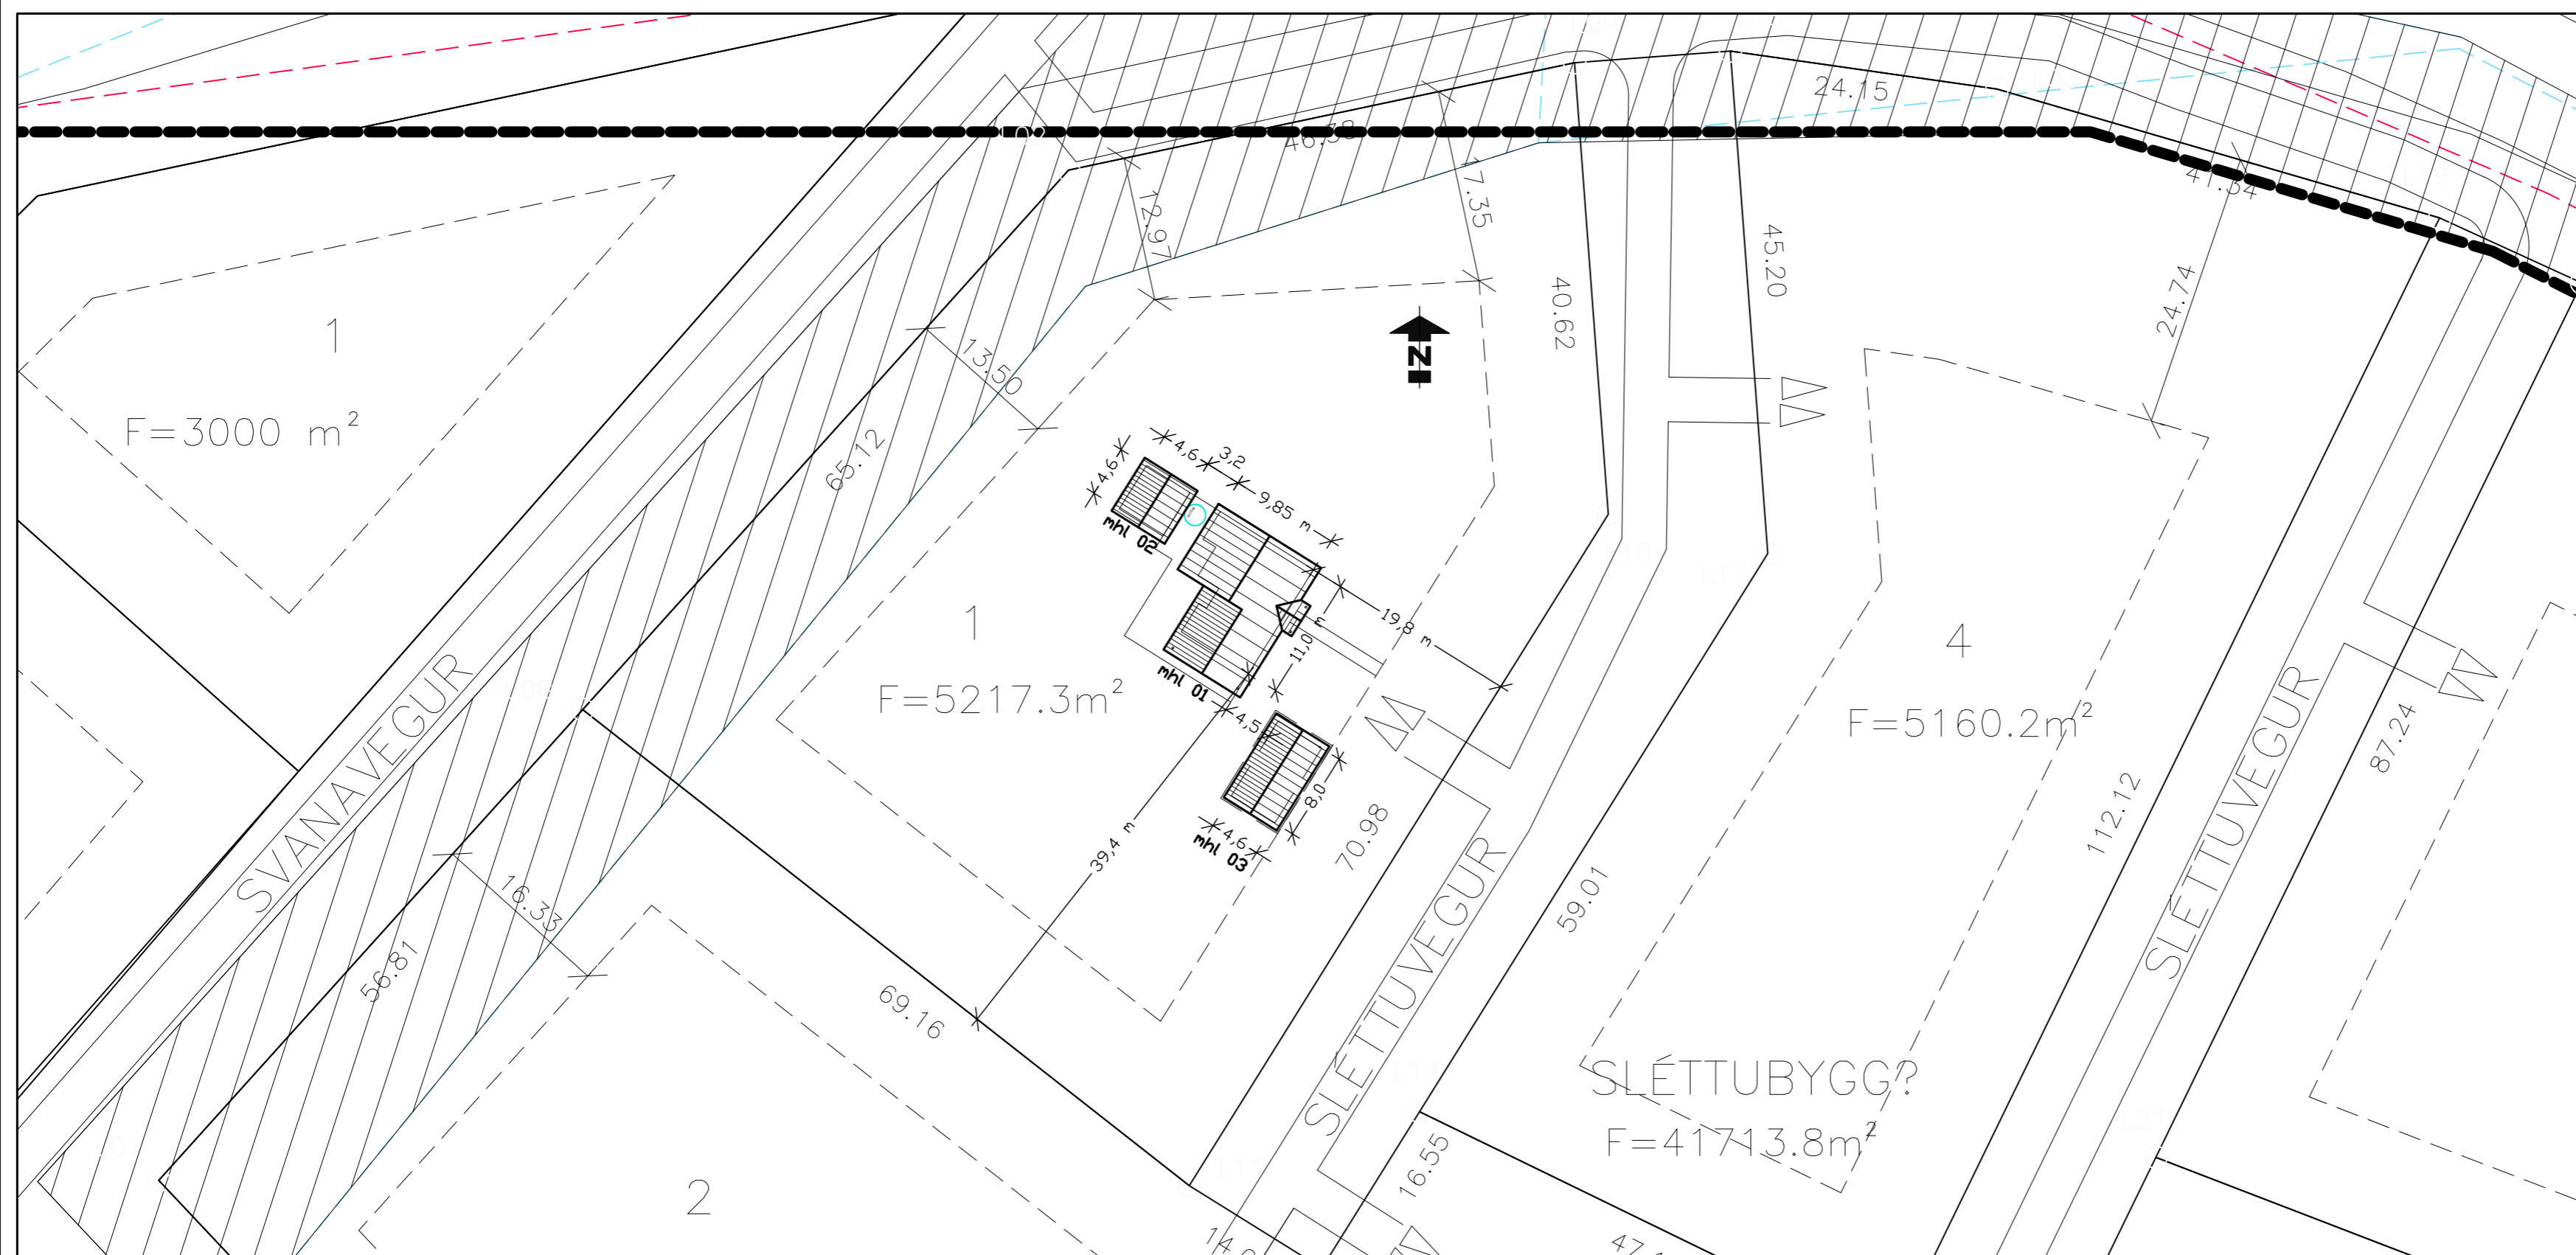 24.15
46.38
17.35
41.34
12.97
45.20
40.62
24.74
1
13.50
N
F=3000 m²
4,6
3,2
4,6
9,85 m
65.12
mhl 02
1
19,8 m
11,0
m
4
F=5217.3m²
mhl 01
4,5
F=5160.2m²
SVANAVEGUR
SLÉTTUVEGUR
87.24
8,0
4,6
mhl 03
39,4 m
70.98
112.12
16.33
59.01
56.81
69.16
SLÉTTUVEGUR
SLÉTTUBYGG?
F=41713.8m²
16.55
2